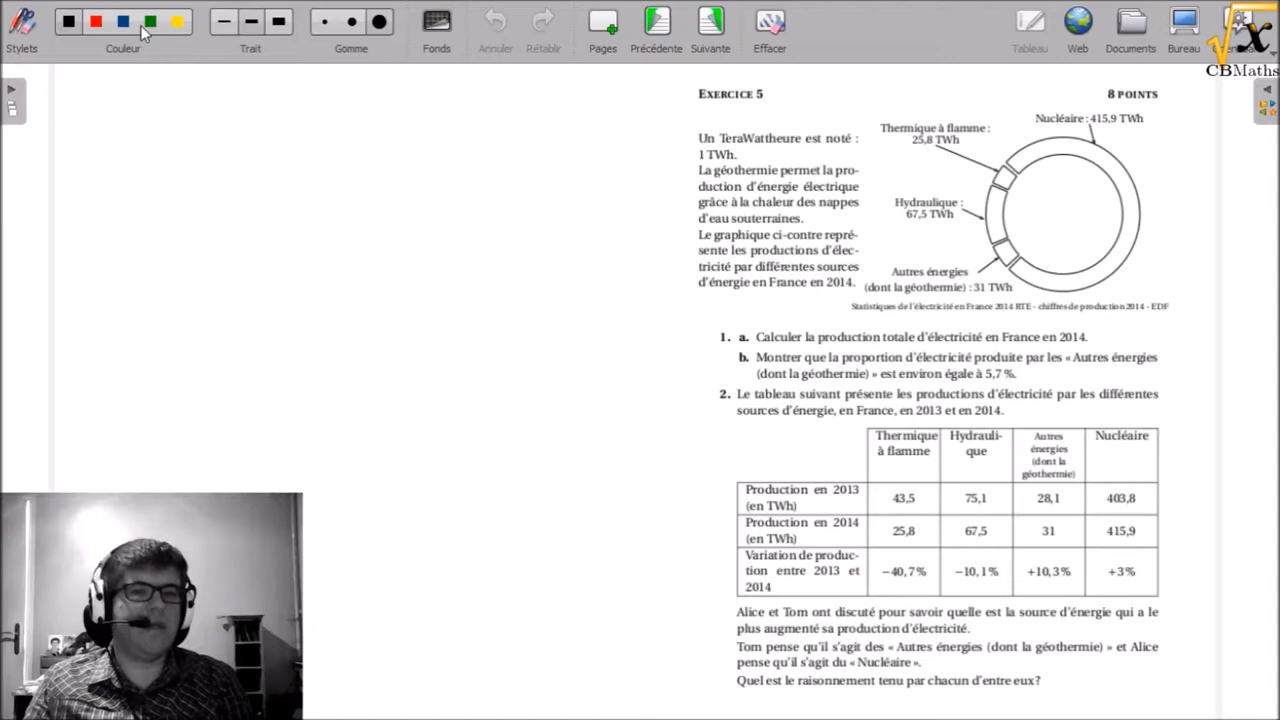 Stylets
Couleur
Trait
Gomme
Fonds
Annuler
Rétablir
Pages
Précédente
Suivante
Effacer
Tableau
Web
Documents
Bureau
CBMaths
EXERCICE 5
8 POINTS
Un TeraWattheure est noté :
1 TWh.
La géothermie permet la pro-
duction d'énergie électrique
grâce à la chaleur des nappes
d'eau souterraines.
Le graphique ci-contre repré-
sente les productions d'élec-
tricité par différentes sources
d'énergie en France en 2014.
Nucléaire : 415,9 TWh
Thermique à flamme :
25,8 TWh
Hydraulique :
67,5 TWh
Autres énergies
(dont la géothermie) : 31 TWh
Statistiques de l'électricité en France 2014 RTE - chiffres de production 2014 - EDF
1. a. Calculer la production totale d'électricité en France en 2014.
b. Montrer que la proportion d'électricité produite par les « Autres énergies
(dont la géothermie) » est environ égale à 5,7 %.
2. Le tableau suivant présente les productions d'électricité par les différentes
sources d'énergie, en France, en 2013 et en 2014.
Thermique
à flamme
Hydrauli-
que
Autres
énergies
(dont la
géothermie)
Nucléaire
Production en 2013
(en TWh)
43,5
75,1
28,1
403,8
Production en 2014
(en TWh)
25,8
67,5
31
415,9
Variation de produc-
tion entre 2013 et
2014
−40,7 %
−10,1 %
+10,3 %
+3 %
Alice et Tom ont discuté pour savoir quelle est la source d'énergie qui a le
plus augmenté sa production d'électricité.
Tom pense qu'il s'agit des « Autres énergies (dont la géothermie) » et Alice
pense qu'il s'agit du « Nucléaire ».
Quel est le raisonnement tenu par chacun d'entre eux ?